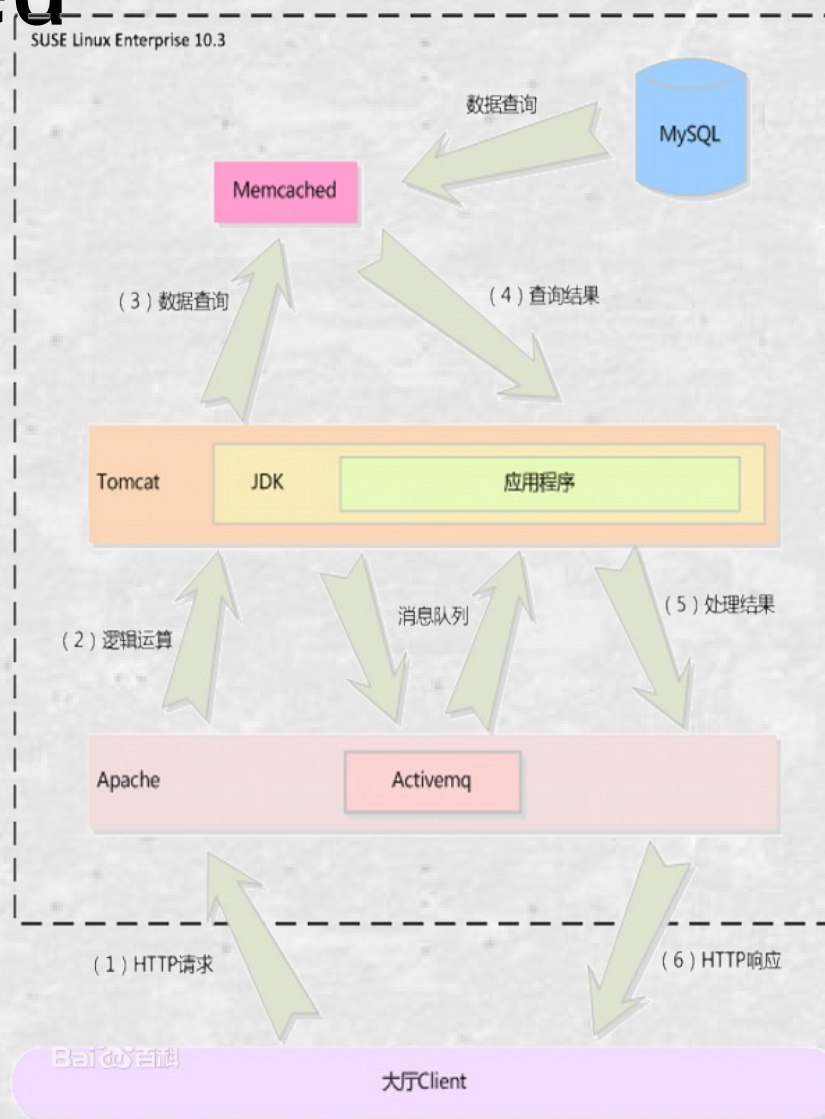 ed
SUSE Linux Enterprise 10.3
数据查询
MySQL
Memcached
（3）数据查询
（4）查询结果
Tomcat
JDK
应用程序
（2）逻辑运算
消息队列
（5）处理结果
Apache
Activemq
（1）HTTP请求
（6）HTTP响应
Baidu百科
大厅Client